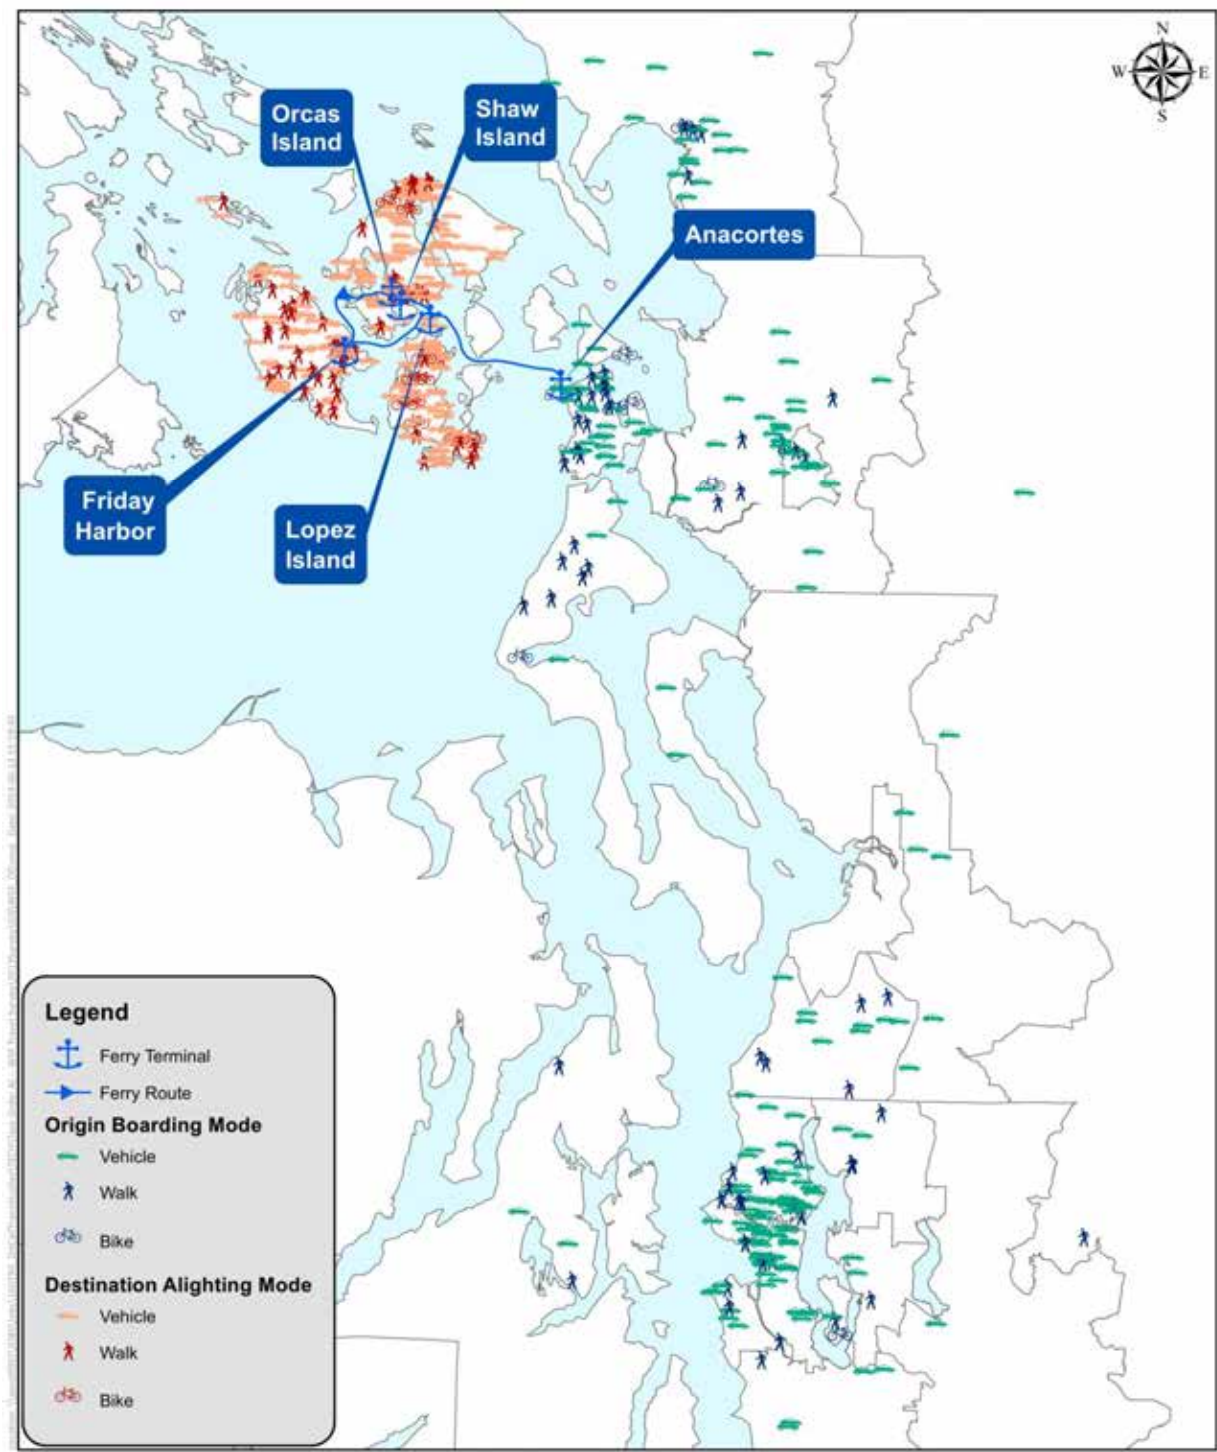 N
W
E
S
Orcas
Island
Shaw
Island
Anacortes
Friday
Harbor
Lopez
Island
Legend
Ferry Terminal
Ferry Route
Origin Boarding Mode
Vehicle
Walk
Bike
Destination Alighting Mode
Vehicle
Walk
Bike